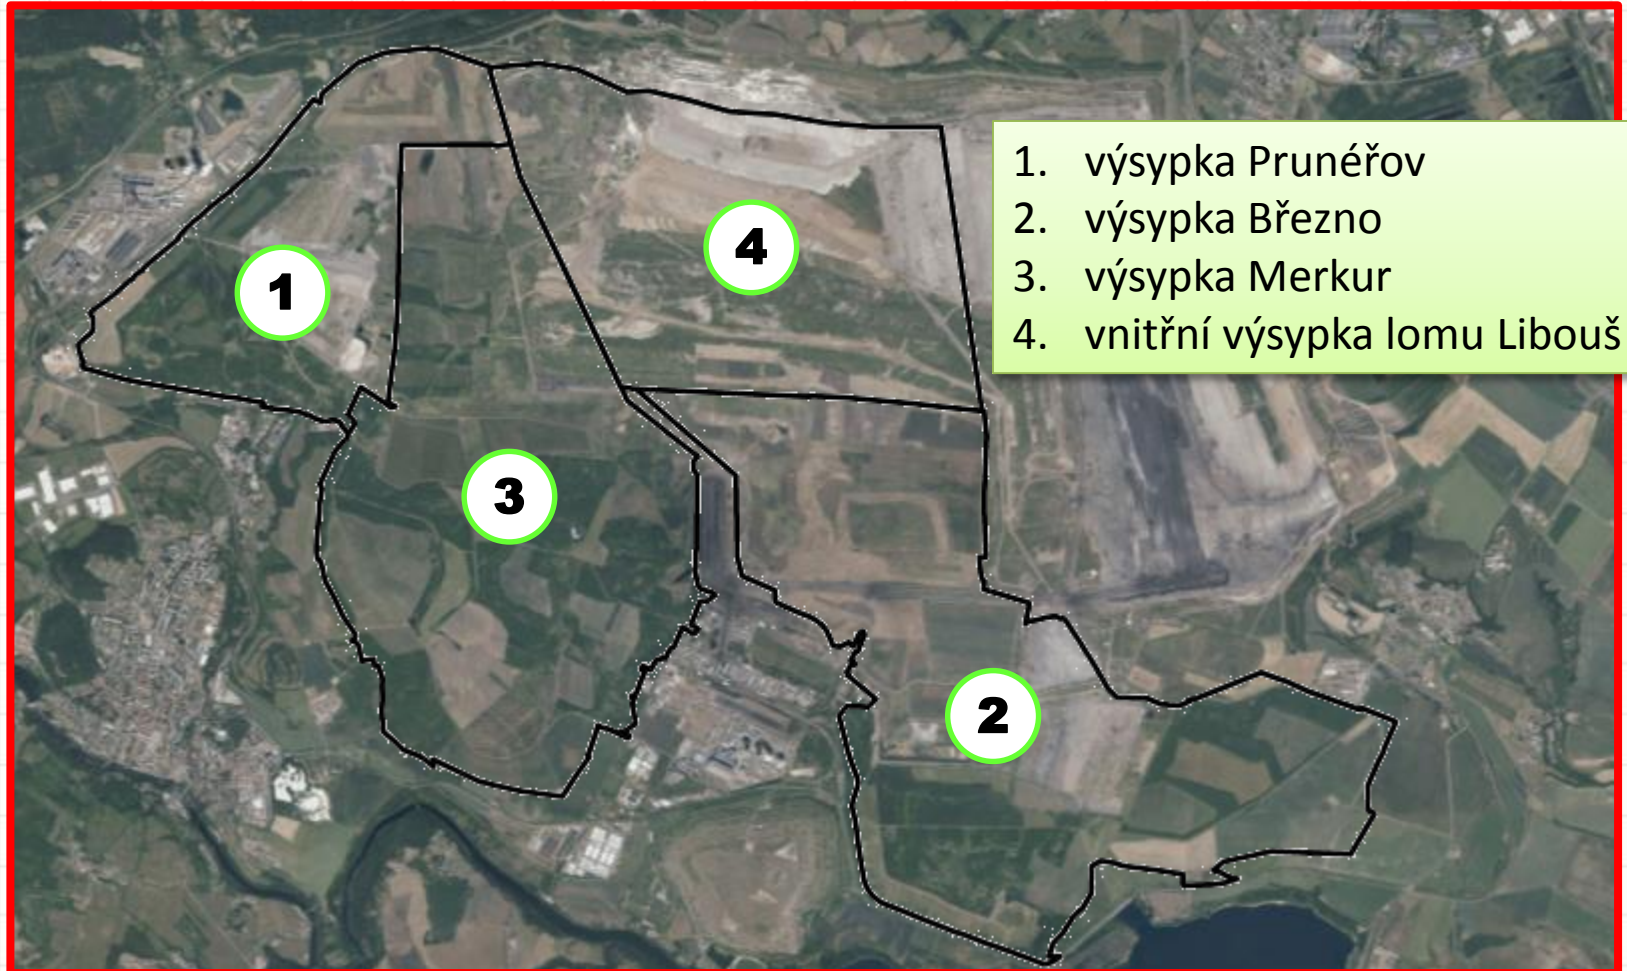 1. výsypka Prunéřov
2. výsypka Březno
3. výsypka Merkur
4. vnitřní výsypka lomu Libouš
4
1
3
2